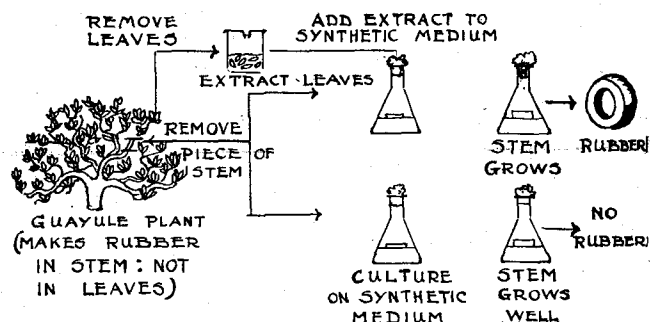 REMOVE
LEAVES
ADD EXTRACT TO
SYNTHETIC MEDIUM
EXTRACT LEAVES
REMOVE
PIECE OF
STEM
STEM
GROWS
RUBBER
GUAYULE PLANT
(MAKES RUBBER
IN STEM: NOT
IN LEAVES)
CULTURE
ON SYNTHETIC
MEDIUM
STEM
GROWS
WELL
NO
RUBBER